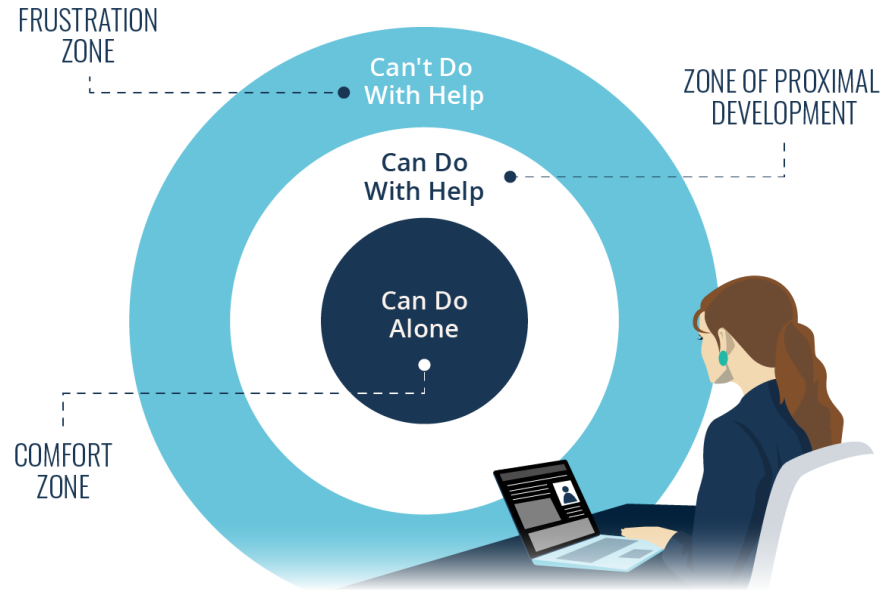 FRUSTRATION
ZONE
Can't Do
With Help
ZONE OF PROXIMAL
DEVELOPMENT
Can Do
With Help
Can Do
Alone
COMFORT
ZONE